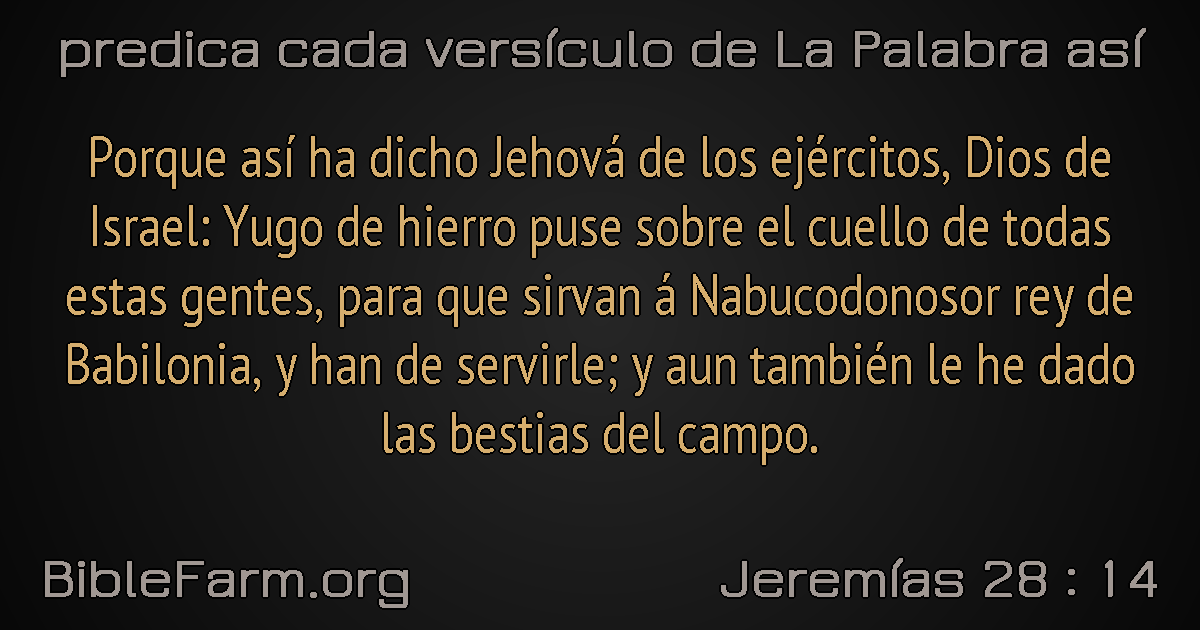 predica cada versículo de La Palabra así
Porque así ha dicho Jehová de los ejércitos, Dios de
Israel: Yugo de hierro puse sobre el cuello de todas
estas gentes, para que sirvan á Nabucodonosor rey de
Babilonia, y han de servirle; y aun también le he dado
las bestias del campo.
BibleFarm.org
Jeremías 28 : 14